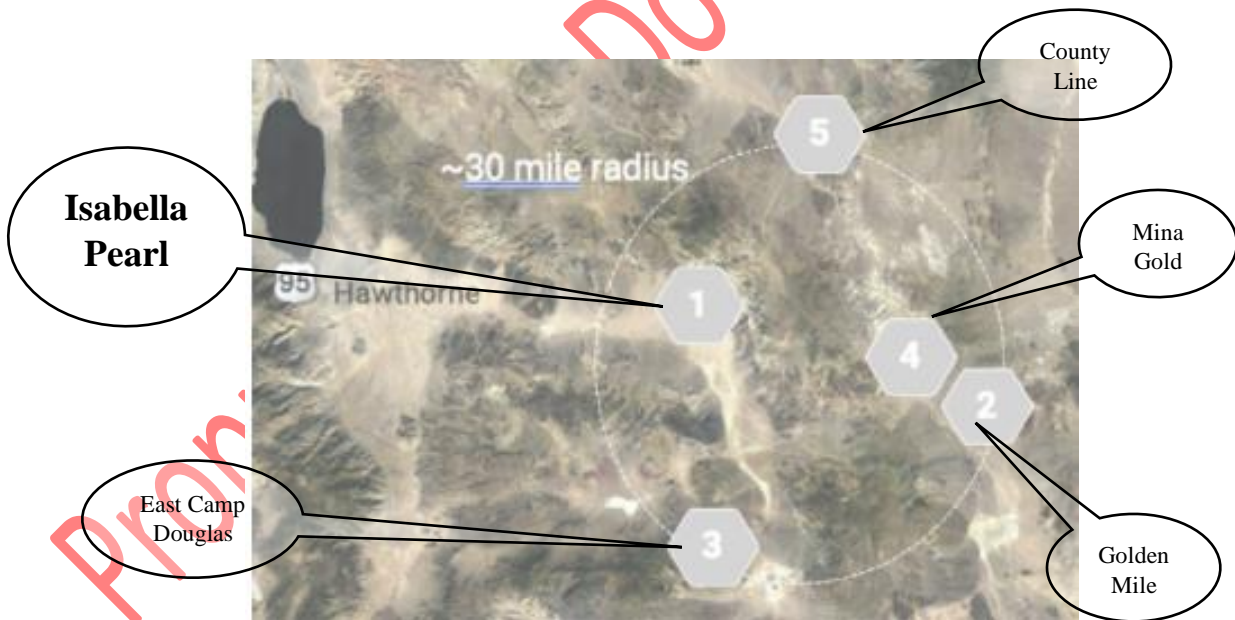 County
Line
5
~30 mile radius
Isabella
Pearl
Mina
Gold
95
Hawthorne
1
4
2
East Camp
Douglas
3
Golden
Mile